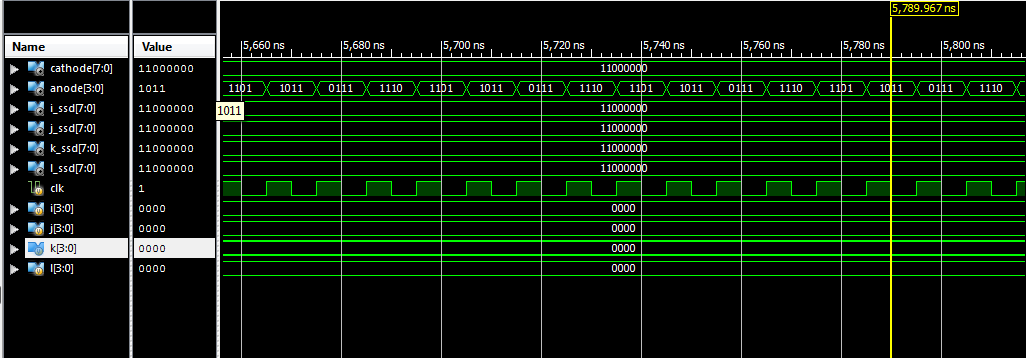 5,789.967 ns
Name Value 5,660 ns 5,680 ns 5,700 ns 5,720 ns 5,740 ns 5,760 ns 5,780 ns 5,800 ns
cathode[7:0] 11000000 11000000
anode[3:0] 1011 1101 1011 0111 1110 1101 1011 0111 1110 1101 1011 0111 1110 1101 1011 0111 1110
i_ssd[7:0] 11000000 11000000
1011
j_ssd[7:0] 11000000 11000000
k_ssd[7:0] 11000000 11000000
l_ssd[7:0] 11000000 11000000
clk 1
i[3:0] 0000 0000
j[3:0] 0000 0000
k[3:0] 0000 0000
l[3:0] 0000 0000